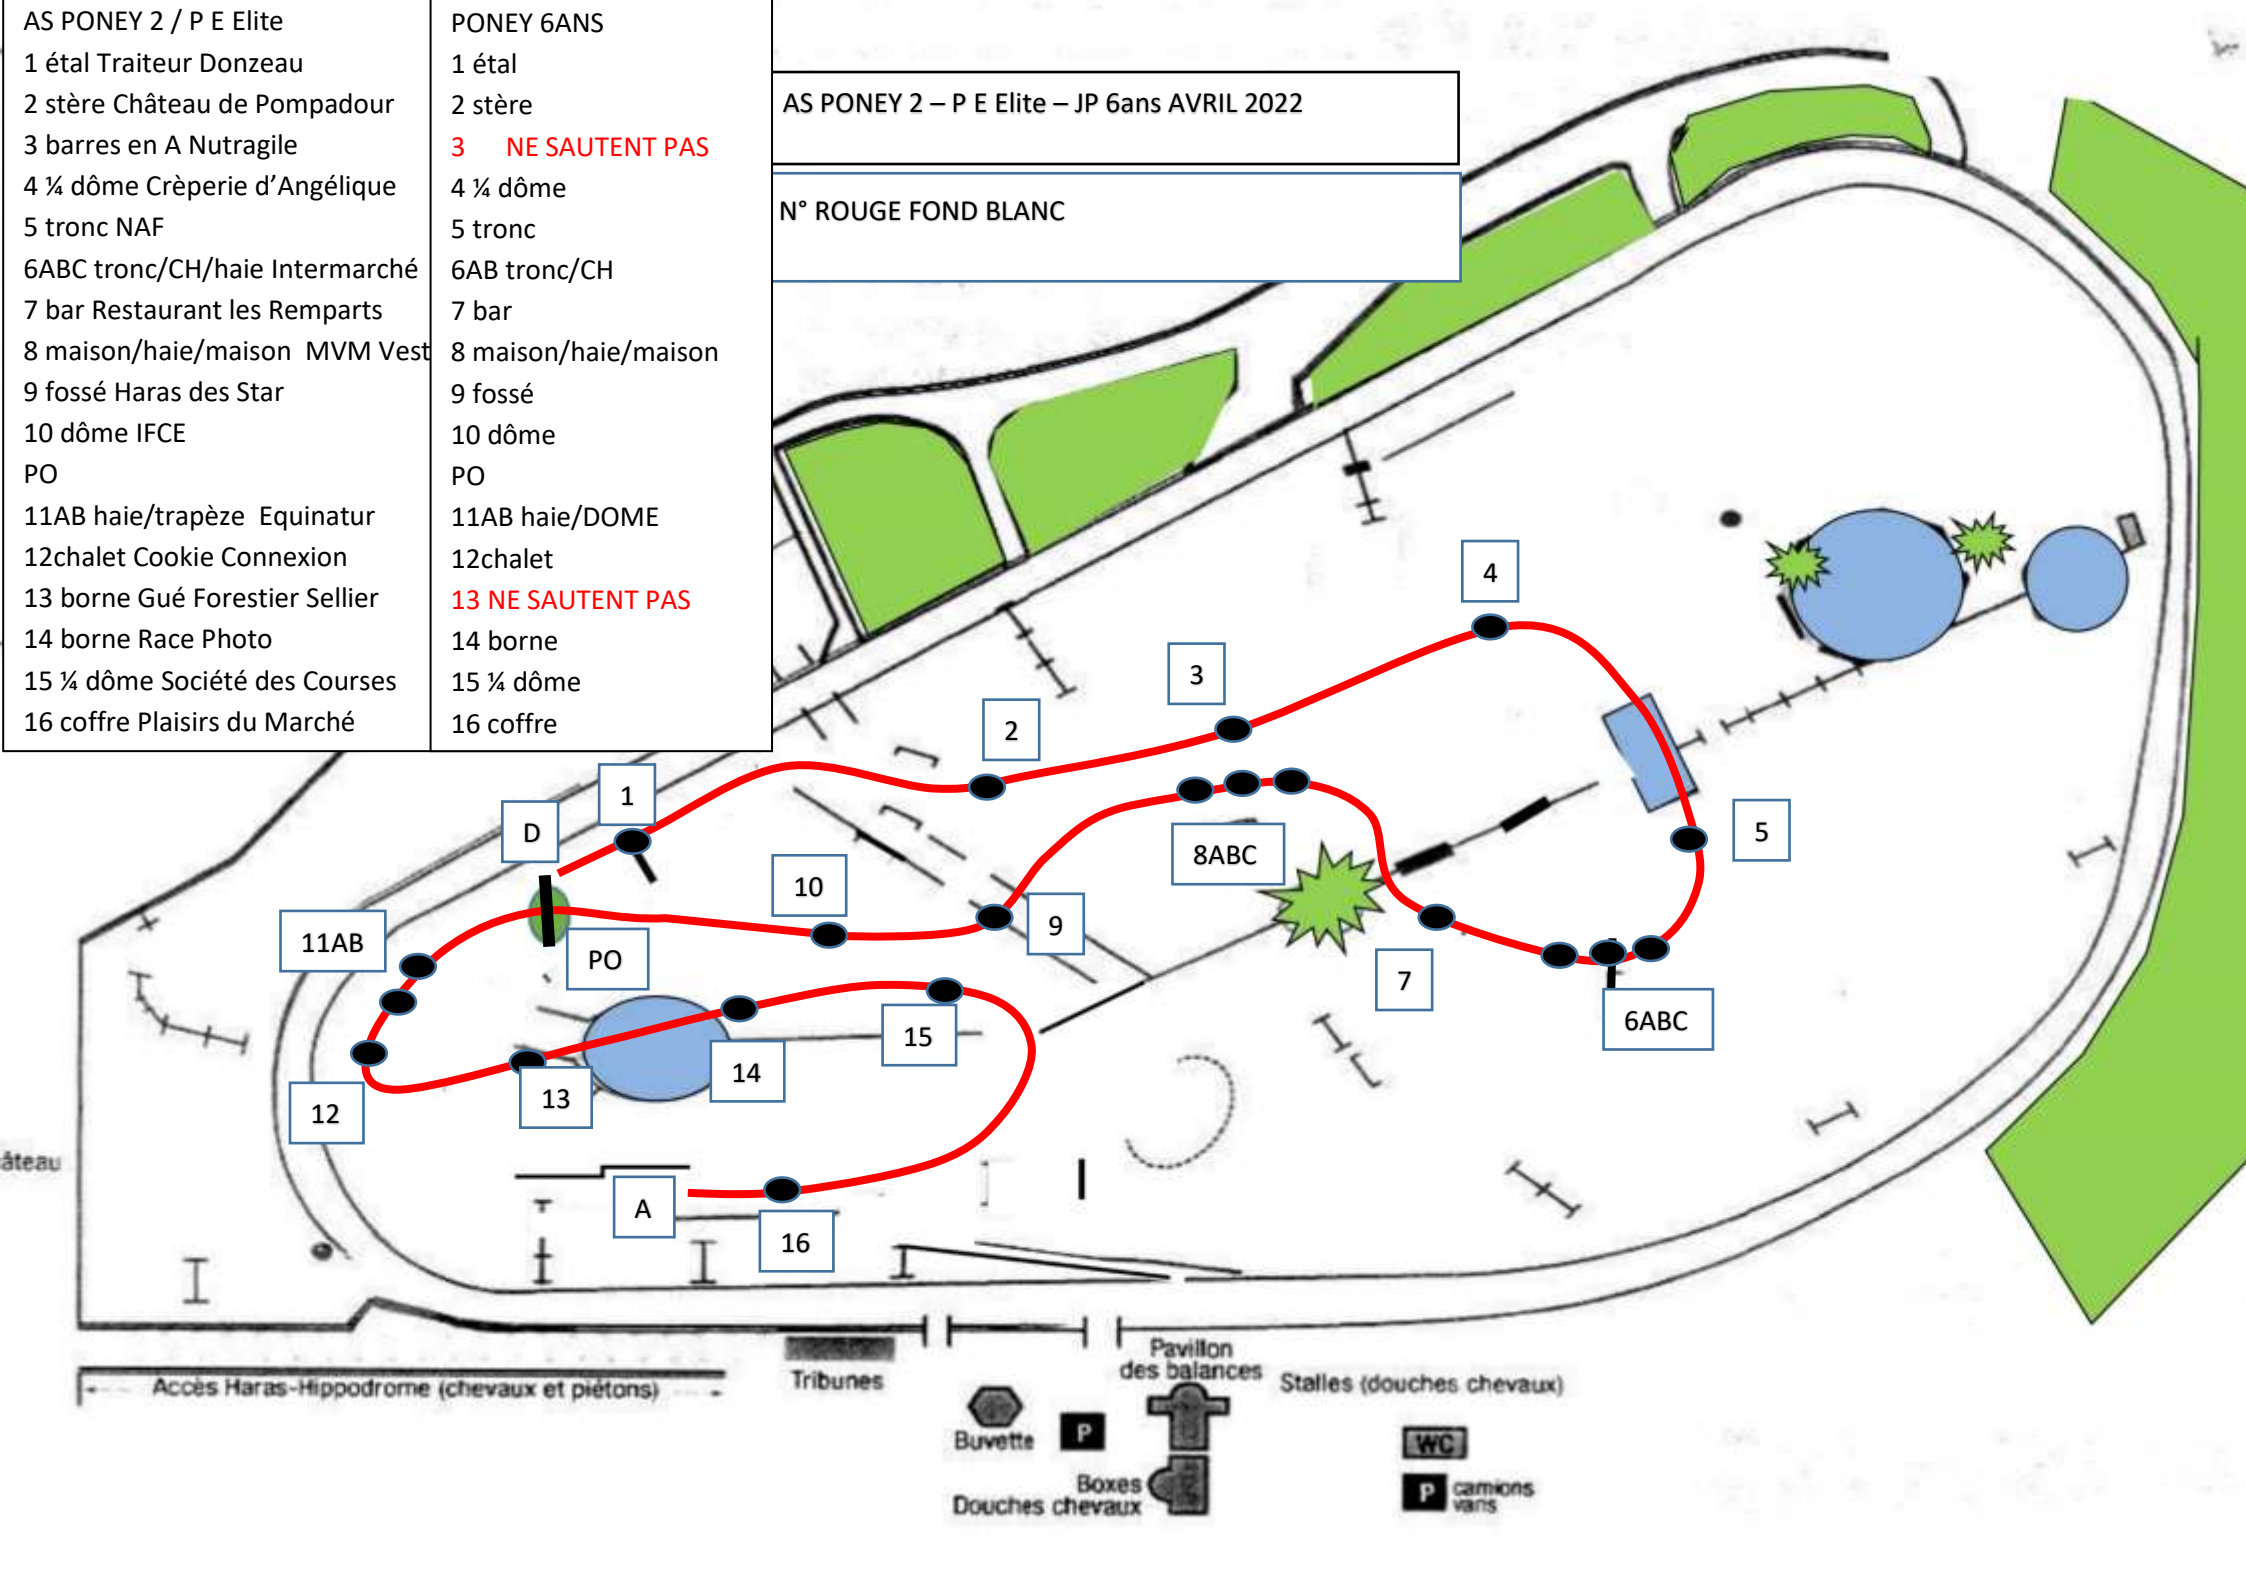 AS PONEY 2 / P E Elite
1 étal Traiteur Donzeau
2 stère Château de Pompadour
3 barres en A Nutragile
4 ¼ dôme Crèperie d’Angélique
5 tronc NAF
6ABC tronc/CH/haie Intermarché
7 bar Restaurant les Remparts
8 maison/haie/maison  MVM Vest
9 fossé Haras des Star
10 dôme IFCE
PO
11AB haie/trapèze  Equinatur
12chalet Cookie Connexion
13 borne Gué Forestier Sellier
14 borne Race Photo
15 ¼ dôme Société des Courses
16 coffre Plaisirs du Marché
PONEY 6ANS
1 étal
2 stère
3 NE SAUTENT PAS
4 ¼ dôme
5 tronc
6AB tronc/CH
7 bar
8 maison/haie/maison
9 fossé
10 dôme
PO
11AB haie/DOME
12chalet
13 NE SAUTENT PAS
14 borne
15 ¼ dôme
16 coffre
AS PONEY 2 – P E Elite – JP 6ans AVRIL 2022
N° ROUGE FOND BLANC
4
3
2
1
D
5
8ABC
10
9
11AB
PO
7
6ABC
15
14
13
12
A
16
âteau
Accès Haras-Hippodrome (chevaux et piétons)
Tribunes
Pavillon
des balances
Stalles (douches chevaux)
Buvette
P
WC
Boxes
Douches chevaux
P
camions
vans